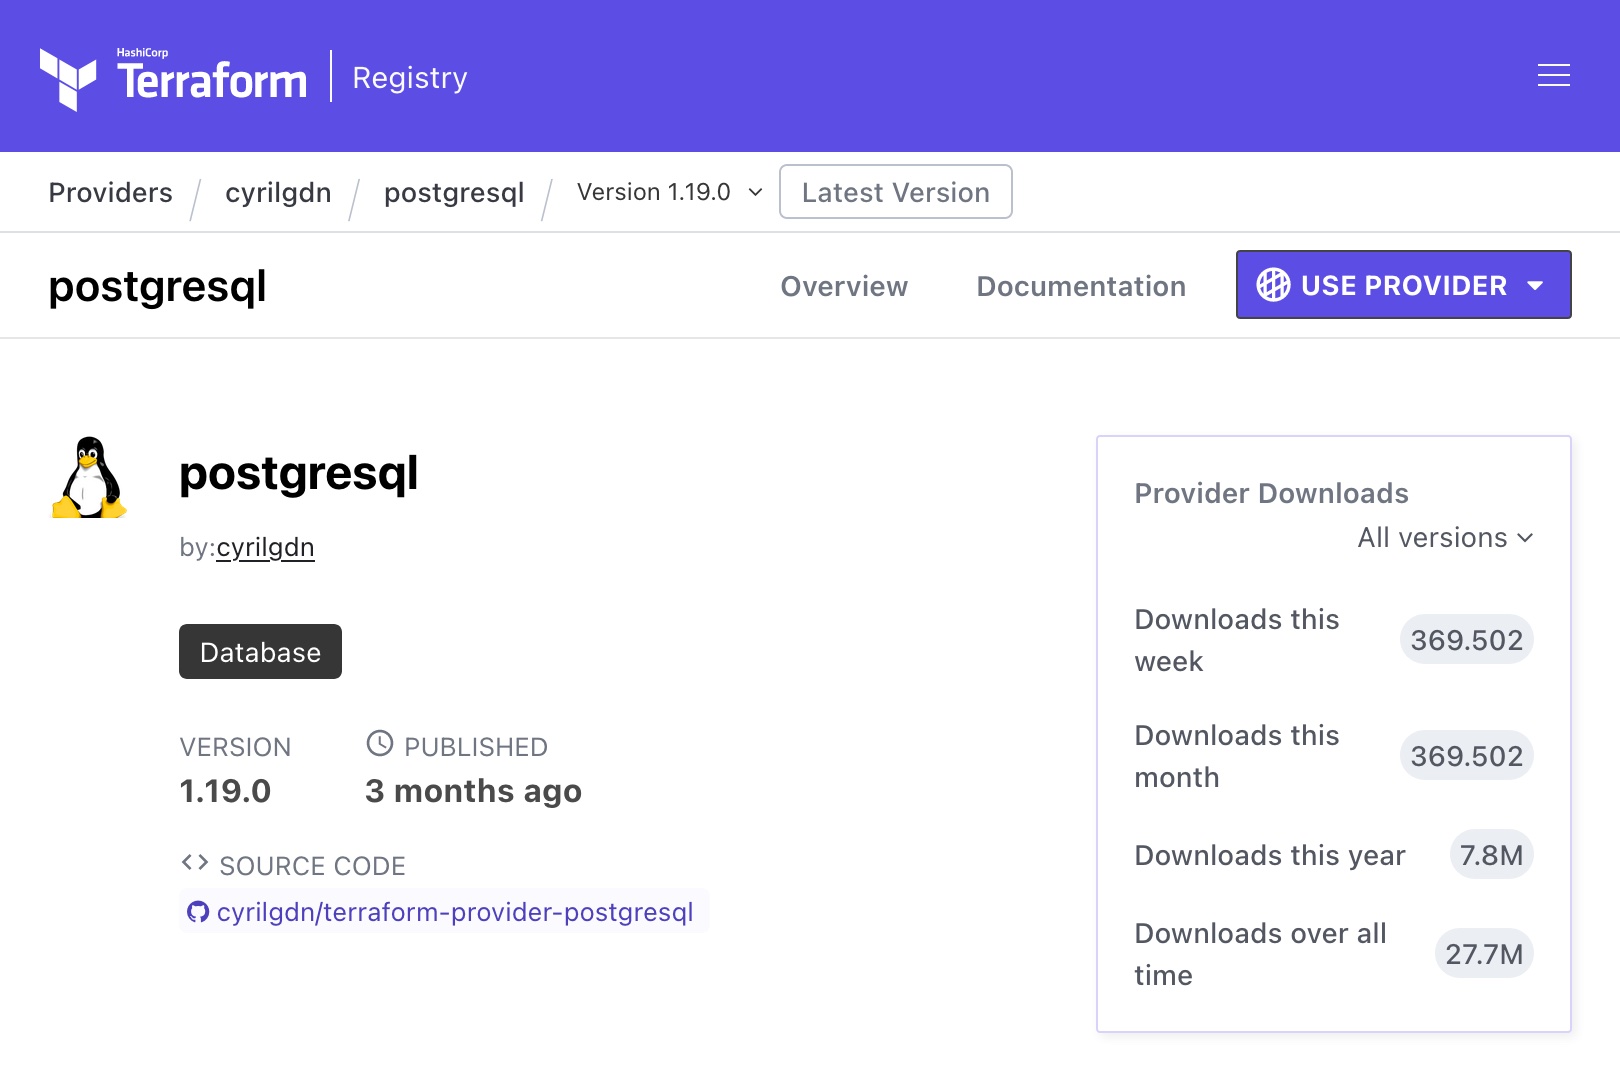 HashiCorp
Terraform
Registry
Providers / cyrilgdn / postgresql / Version 1.19.0 Latest Version
postgresql
Overview
Documentation
USE PROVIDER
postgresql
by:cyrilgdn
Database
VERSION
1.19.0
PUBLISHED
3 months ago
SOURCE CODE
cyrilgdn/terraform-provider-postgresql
Provider Downloads
All versions
Downloads this
week
369.502
Downloads this
month
369.502
Downloads this year
7.8M
Downloads over all
time
27.7M